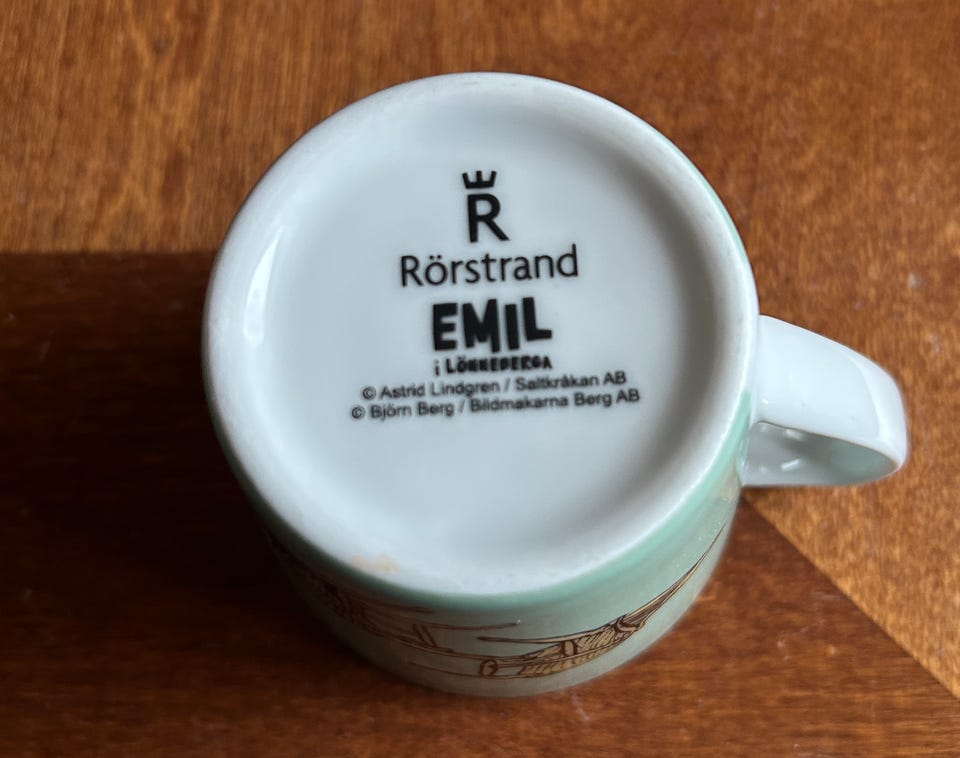 R
Rörstrand
EMIL
i LÖNNEBERGA
© Astrid Lindgren / Saltkråkan AB
© Björn Berg / Bildmakarna Berg AB